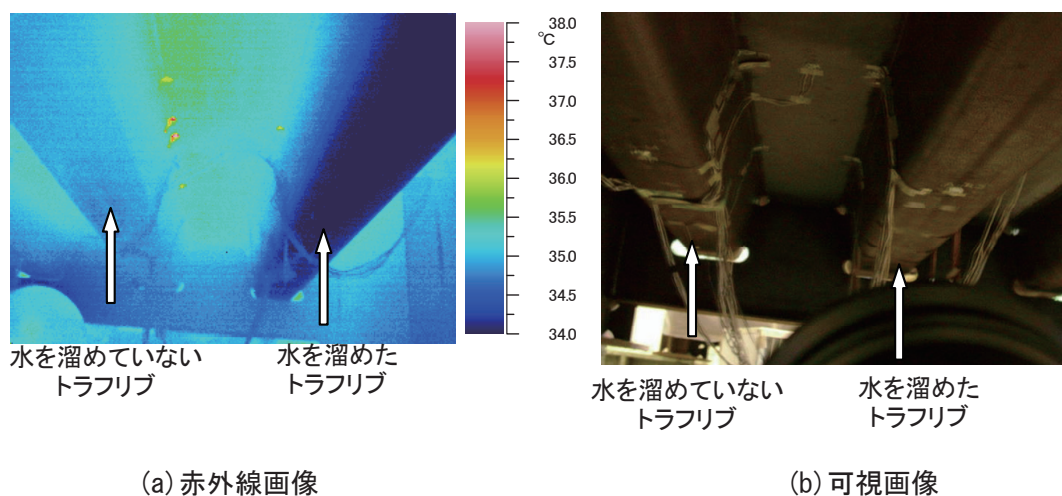 38.0
℃
37.5
37.0
36.5
36.0
35.5
35.0
34.5
34.0
水を溜めていない
トラフリブ
水を溜めた
トラフリブ
水を溜めていない
トラフリブ
水を溜めた
トラフリブ
(a) 赤外線画像
(b) 可視画像